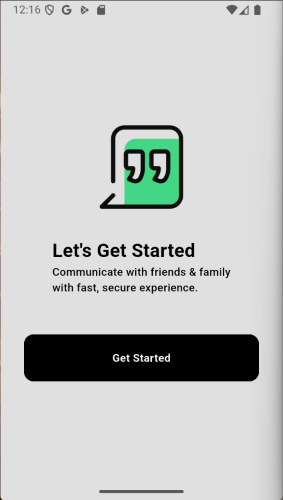 12:16
Let's Get Started
Communicate with friends & family
with fast, secure experience.
Get Started